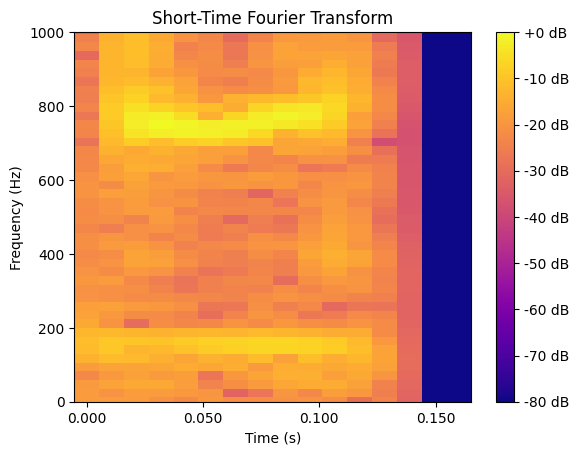 Short-Time Fourier Transform
1000
800
600
400
200
0
Frequency (Hz)
0.000
0.050
0.100
0.150
Time (s)
+0 dB
-10 dB
-20 dB
-30 dB
-40 dB
-50 dB
-60 dB
-70 dB
-80 dB